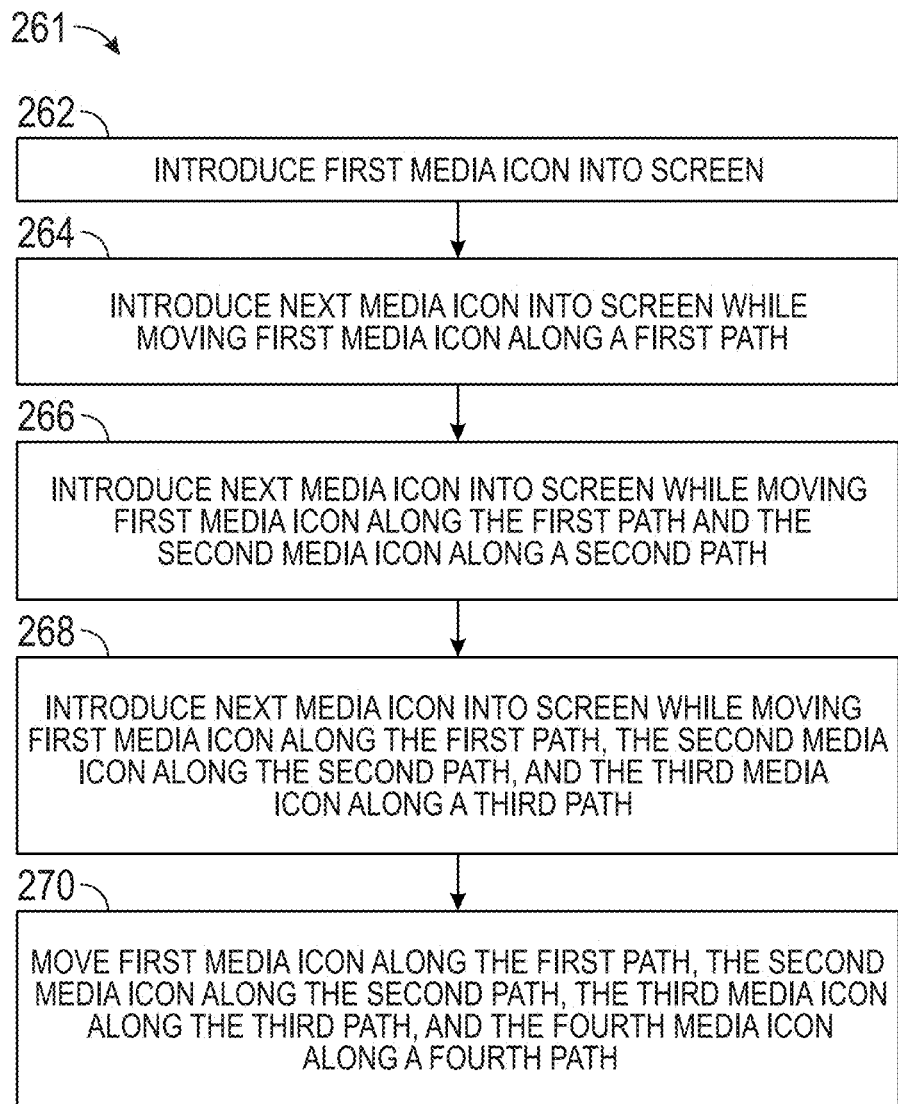 261
262
INTRODUCE FIRST MEDIA ICON INTO SCREEN
264
INTRODUCE NEXT MEDIA ICON INTO SCREEN WHILE
MOVING FIRST MEDIA ICON ALONG A FIRST PATH
266
INTRODUCE NEXT MEDIA ICON INTO SCREEN WHILE MOVING
FIRST MEDIA ICON ALONG THE FIRST PATH AND THE
SECOND MEDIA ICON ALONG A SECOND PATH
268
INTRODUCE NEXT MEDIA ICON INTO SCREEN WHILE MOVING
FIRST MEDIA ICON ALONG THE FIRST PATH, THE SECOND MEDIA
ICON ALONG THE SECOND PATH, AND THE THIRD MEDIA
ICON ALONG A THIRD PATH
270
MOVE FIRST MEDIA ICON ALONG THE FIRST PATH, THE SECOND
MEDIA ICON ALONG THE SECOND PATH, THE THIRD MEDIA ICON
ALONG THE THIRD PATH, AND THE FOURTH MEDIA ICON
ALONG A FOURTH PATH